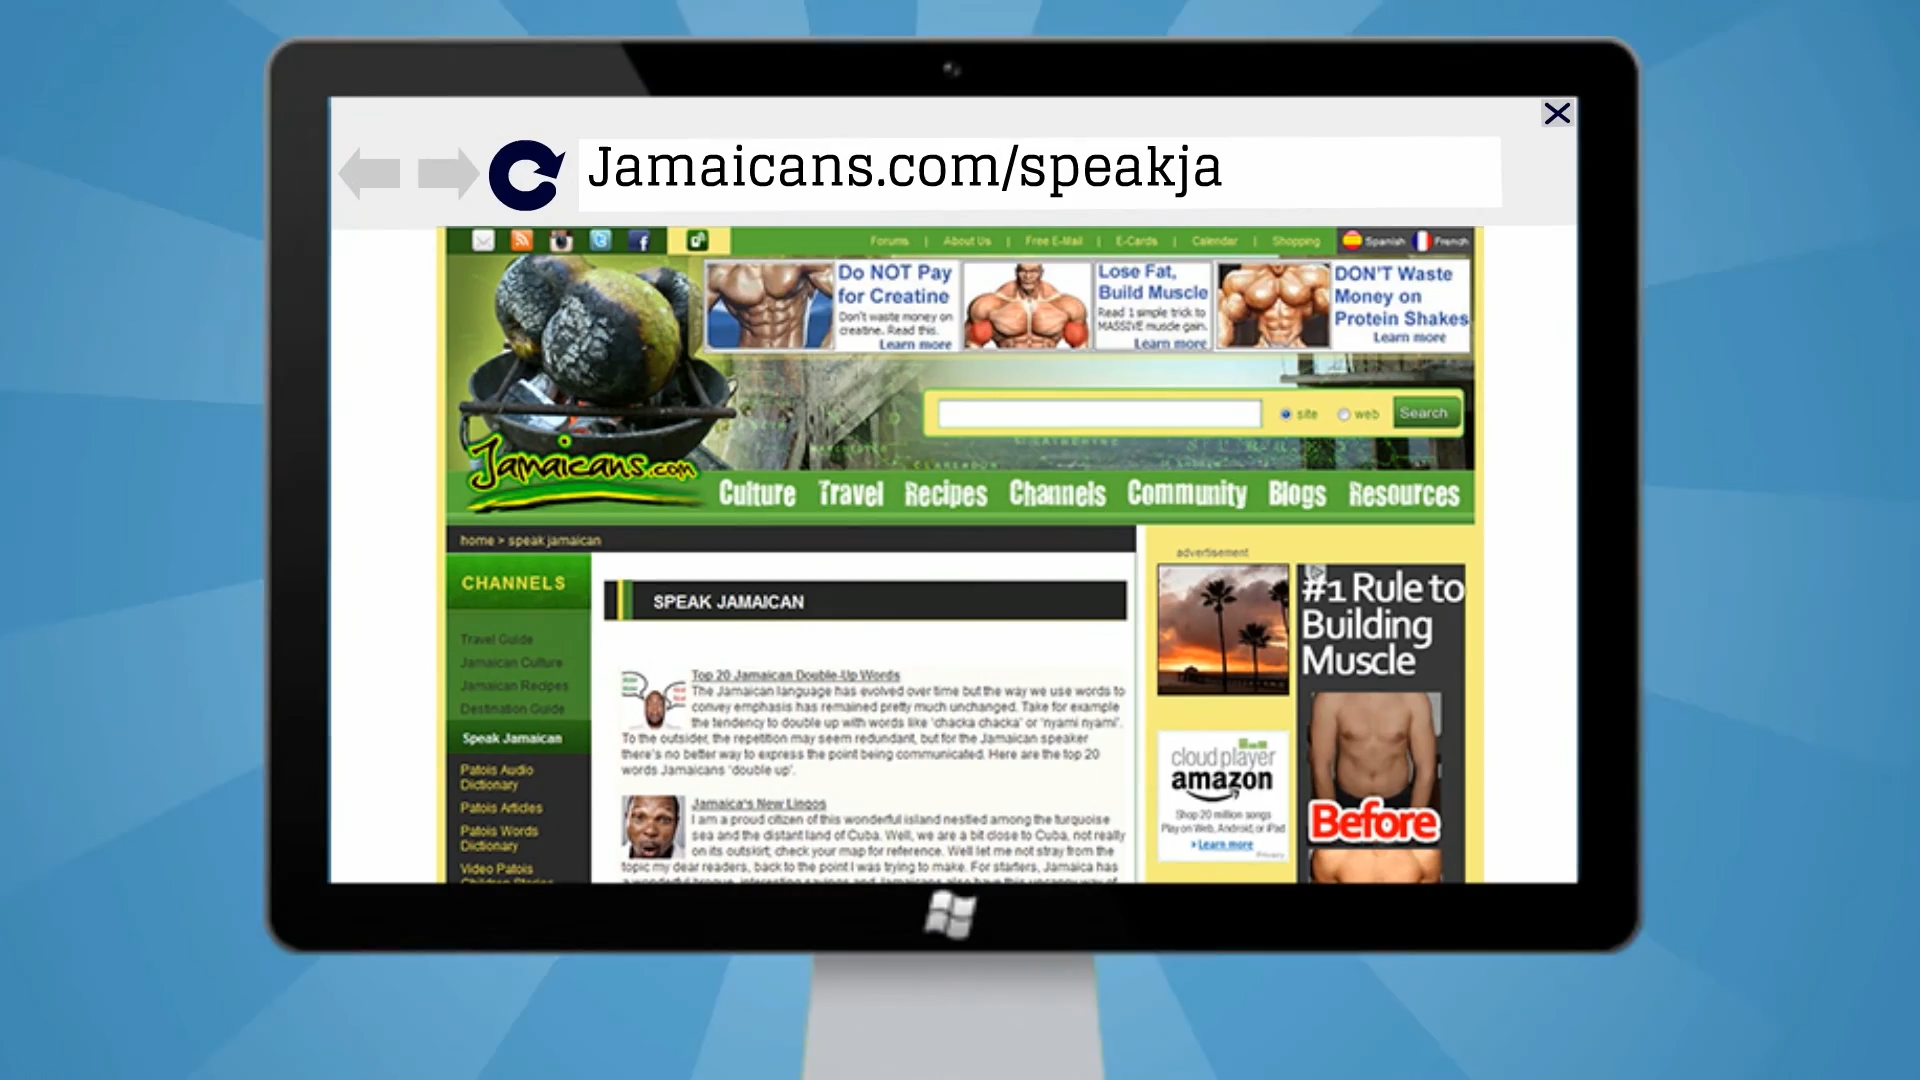 Jamaicans.com/speakja
Forums | About Us | Free E-Mail | E-Cards | Calendar | Shopping Spanish French
Do NOT Pay
for Creatine
Don't waste money on
creatine. Read this.
Learn more
Lose Fat,
Build Muscle
Read 1 simple trick to
MASSIVE muscle gain.
Learn more
DON'T Waste
Money on
Protein Shakes
Learn more
site web Search
Jamaicans.com
Culture Travel Recipes Channels Community Blogs Resources
home > speak jamaican
CHANNELS
Travel Guide
Jamaican Culture
Jamaican Recipes
Destination Guide
Speak Jamaican
Patois Audio
Dictionary
Patois Articles
Patois Words
Dictionary
Video Patois
Children Stories
SPEAK JAMAICAN
Top 20 Jamaican Double-Up Words
The Jamaican language has evolved over time but the way we use words to
convey emphasis has remained pretty much unchanged. Take for example
the tendency to double up with words like 'chacka chacka' or 'nyami nyami'.
To the outsider, the repetition may seem redundant, but for the Jamaican speaker
there's no better way to express the point being communicated. Here are the top 20
words Jamaicans 'double up'.
Jamaica's New Lingos
I am a proud citizen of this wonderful island nestled among the turquoise
sea and the distant land of Cuba. Well, we are a bit close to Cuba, not really
on its outskirt; check your map for reference. Well let me not stray from the
topic my dear readers, back to the point I was trying to make. For starters, Jamaica has
advertisement
cloud player
amazon
Shop 20 million songs
Play on Web, Android, or iPad
› Learn more
Privacy
#1 Rule to
Building
Muscle
Before